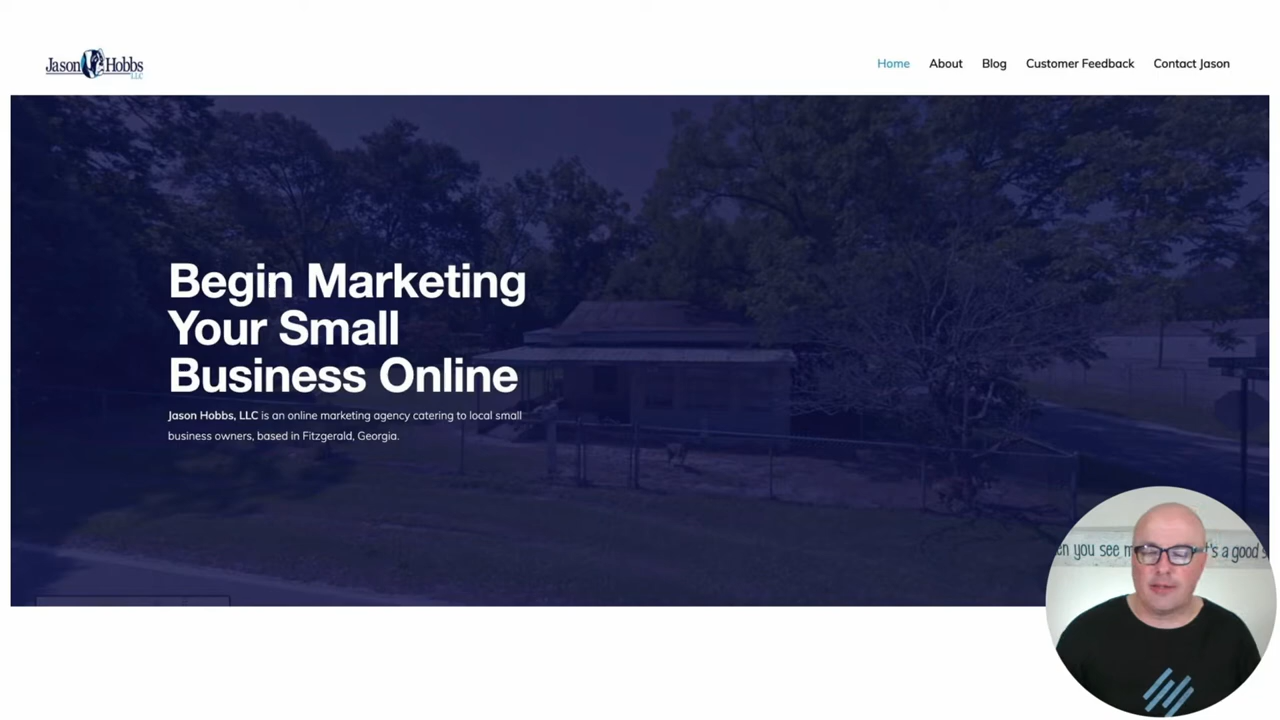 Jason Hobbs
LLC
Home About Blog Customer Feedback Contact Jason
Begin Marketing
Your Small
Business Online
Jason Hobbs, LLC is an online marketing agency catering to local small
business owners, based in Fitzgerald, Georgia.
you see
's a good